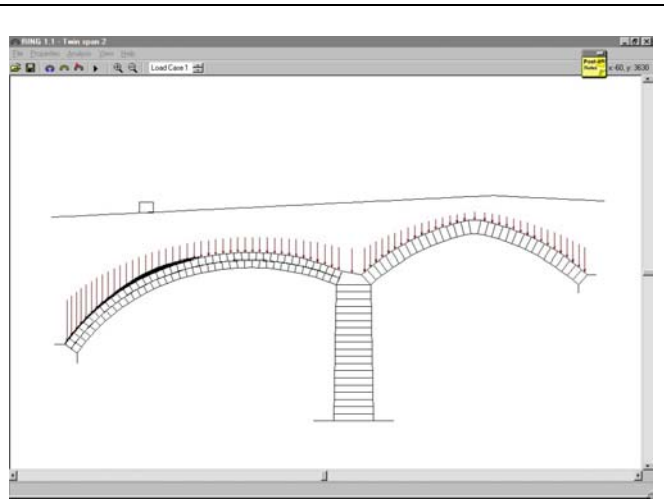 RING 1.1 - Twin span 2
File Properties Analysis View Help
Load Case 1
x:-60, y: 3630